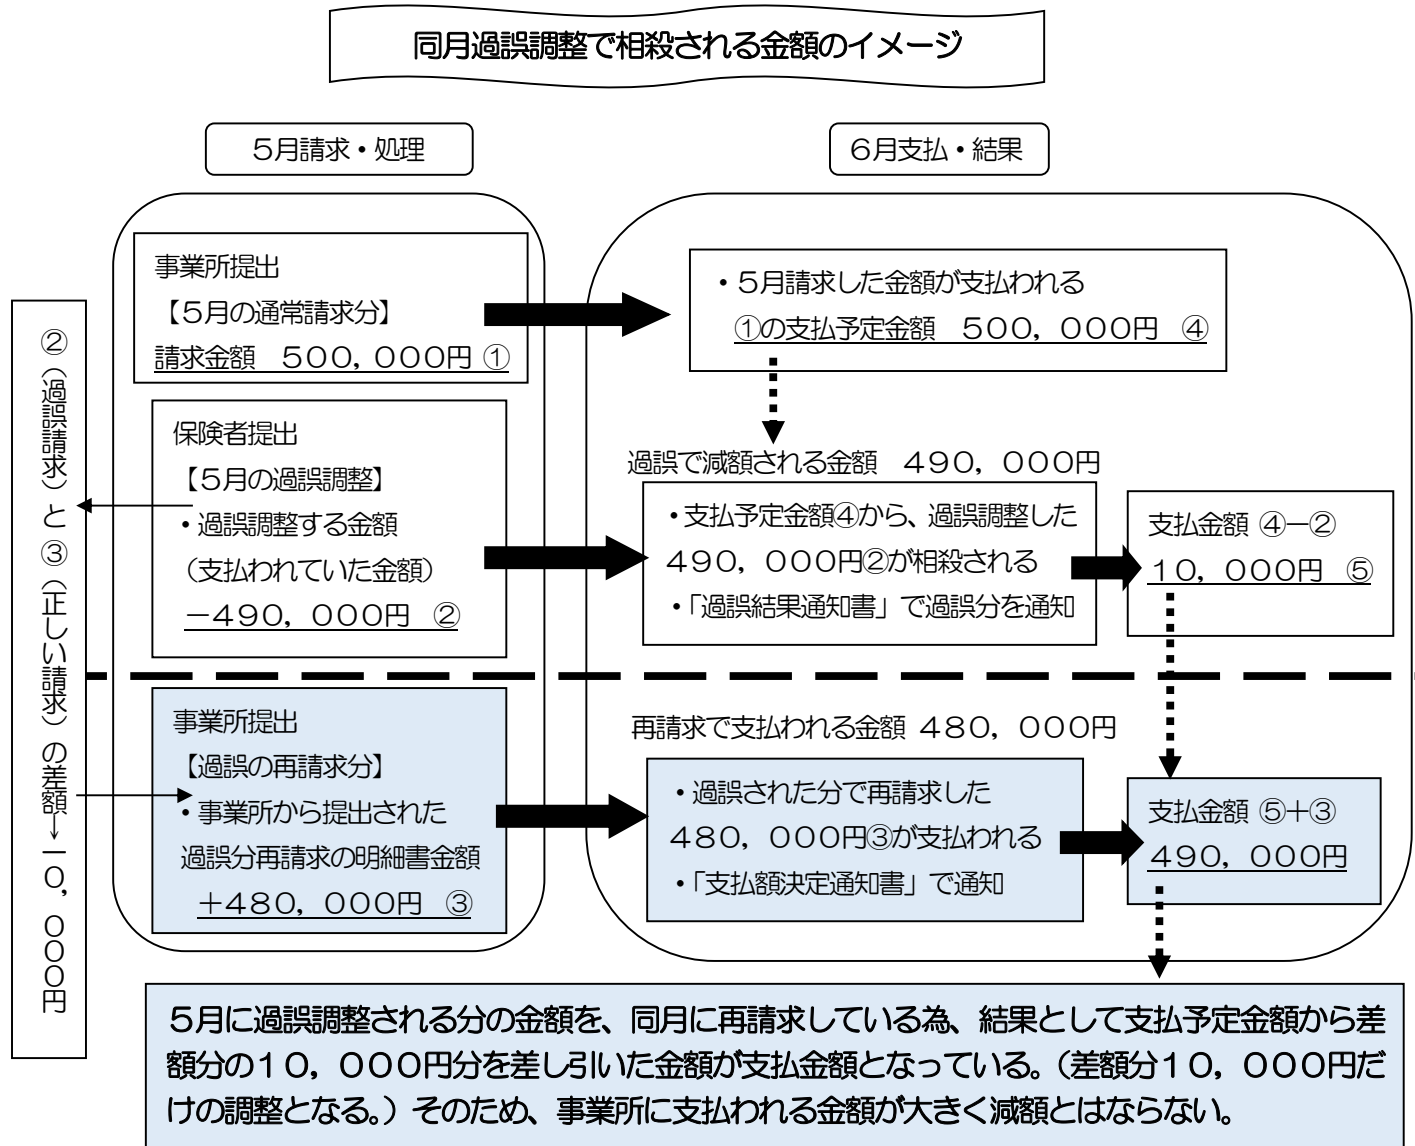 同月過誤調整で相殺される金額のイメージ
５月請求・処理
６月支払・結果
事業所提出
【５月の通常請求分】
請求金額　５００，０００円 ①
・５月請求した金額が支払われる
①の支払予定金額　５００，０００円　④
保険者提出
【５月の過誤調整】
・過誤調整する金額
（支払われていた金額）
－４９０，０００円　②
過誤で減額される金額　４９０，０００円
・支払予定金額④から、過誤調整した
４９０，０００円②が相殺される
・「過誤結果通知書」で過誤分を通知
支払金額 ④－②
１０，０００円　⑤
②（過誤請求）と③（正しい請求）の差額→－１０，０００円
事業所提出
【過誤の再請求分】
・事業所から提出された
過誤分再請求の明細書金額
＋４８０，０００円　③
再請求で支払われる金額 ４８０，０００円
・過誤された分で再請求した
４８０，０００円③が支払われる
・「支払額決定通知書」で通知
支払金額 ⑤＋③
４９０，０００円
５月に過誤調整される分の金額を、同月に再請求している為、結果として支払予定金額から差
額分の１０，０００円分を差し引いた金額が支払金額となっている。（差額分１０，０００円だ
けの調整となる。）そのため、事業所に支払われる金額が大きく減額とはならない。